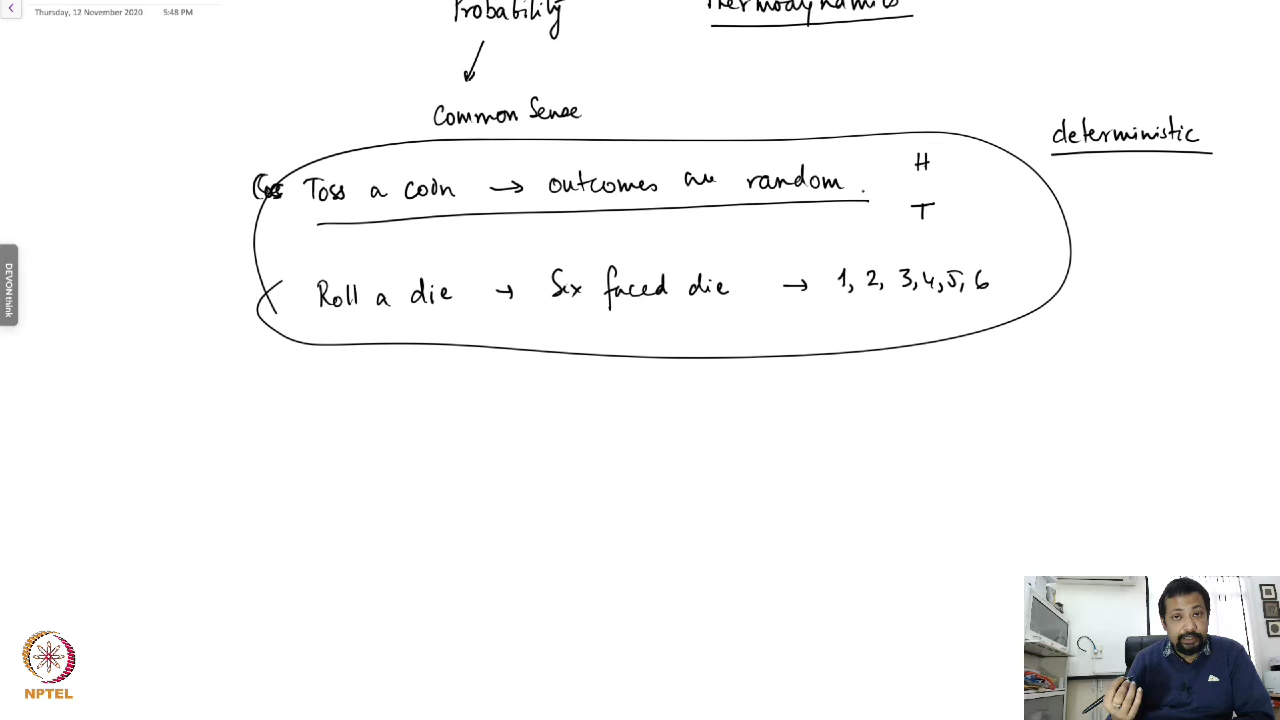 Thursday, 12 November 2020 5:48 PM
Probability Thermodynamics
Common Sense
deterministic
Toss a coin → outcomes are random. H
T
Roll a die → Six faced die → 1, 2, 3, 4, 5, 6
DEVONthink
NPTEL